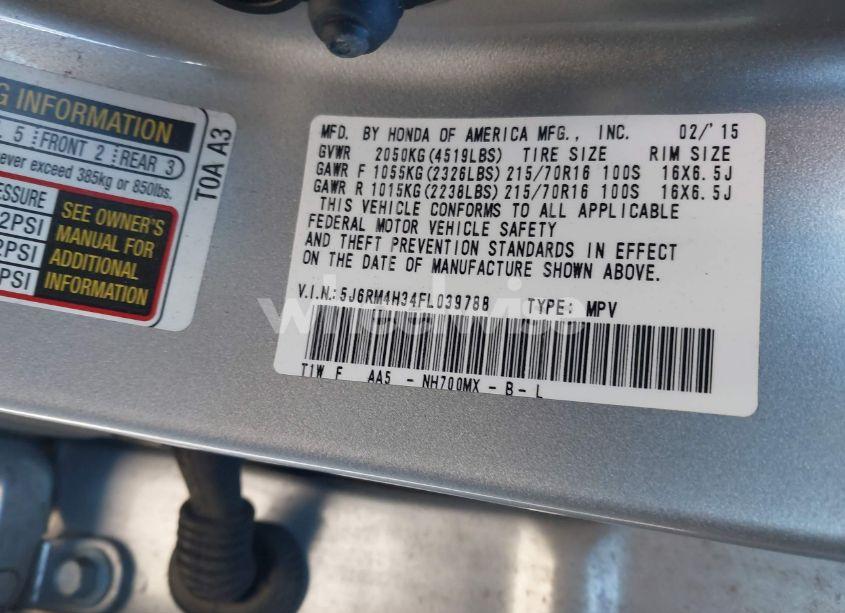 G INFORMATION
5 FRONT 2 REAR 3
ever exceed 385kg or 850lbs.
ESSURE
2PSI
2PSI
PSI
SEE OWNER'S
MANUAL FOR
ADDITIONAL
INFORMATION
TOA A3
MFD. BY HONDA OF AMERICA MFG., INC. 02/'15
GVWR 2050KG(4519LBS) TIRE SIZE RIM SIZE
GAWR F 1055KG(2326LBS) 215/70R16 100S 16X6.5J
GAWR R 1015KG(2238LBS) 215/70R16 100S 16X6.5J
THIS VEHICLE CONFORMS TO ALL APPLICABLE
FEDERAL MOTOR VEHICLE SAFETY
AND THEFT PREVENTION STANDARDS IN EFFECT
ON THE DATE OF MANUFACTURE SHOWN ABOVE.
V.I.N.:5J6RM4H34FL039788 TYPE: MPV
wheelwise
T1W F AA5 - NH700MX - B - L